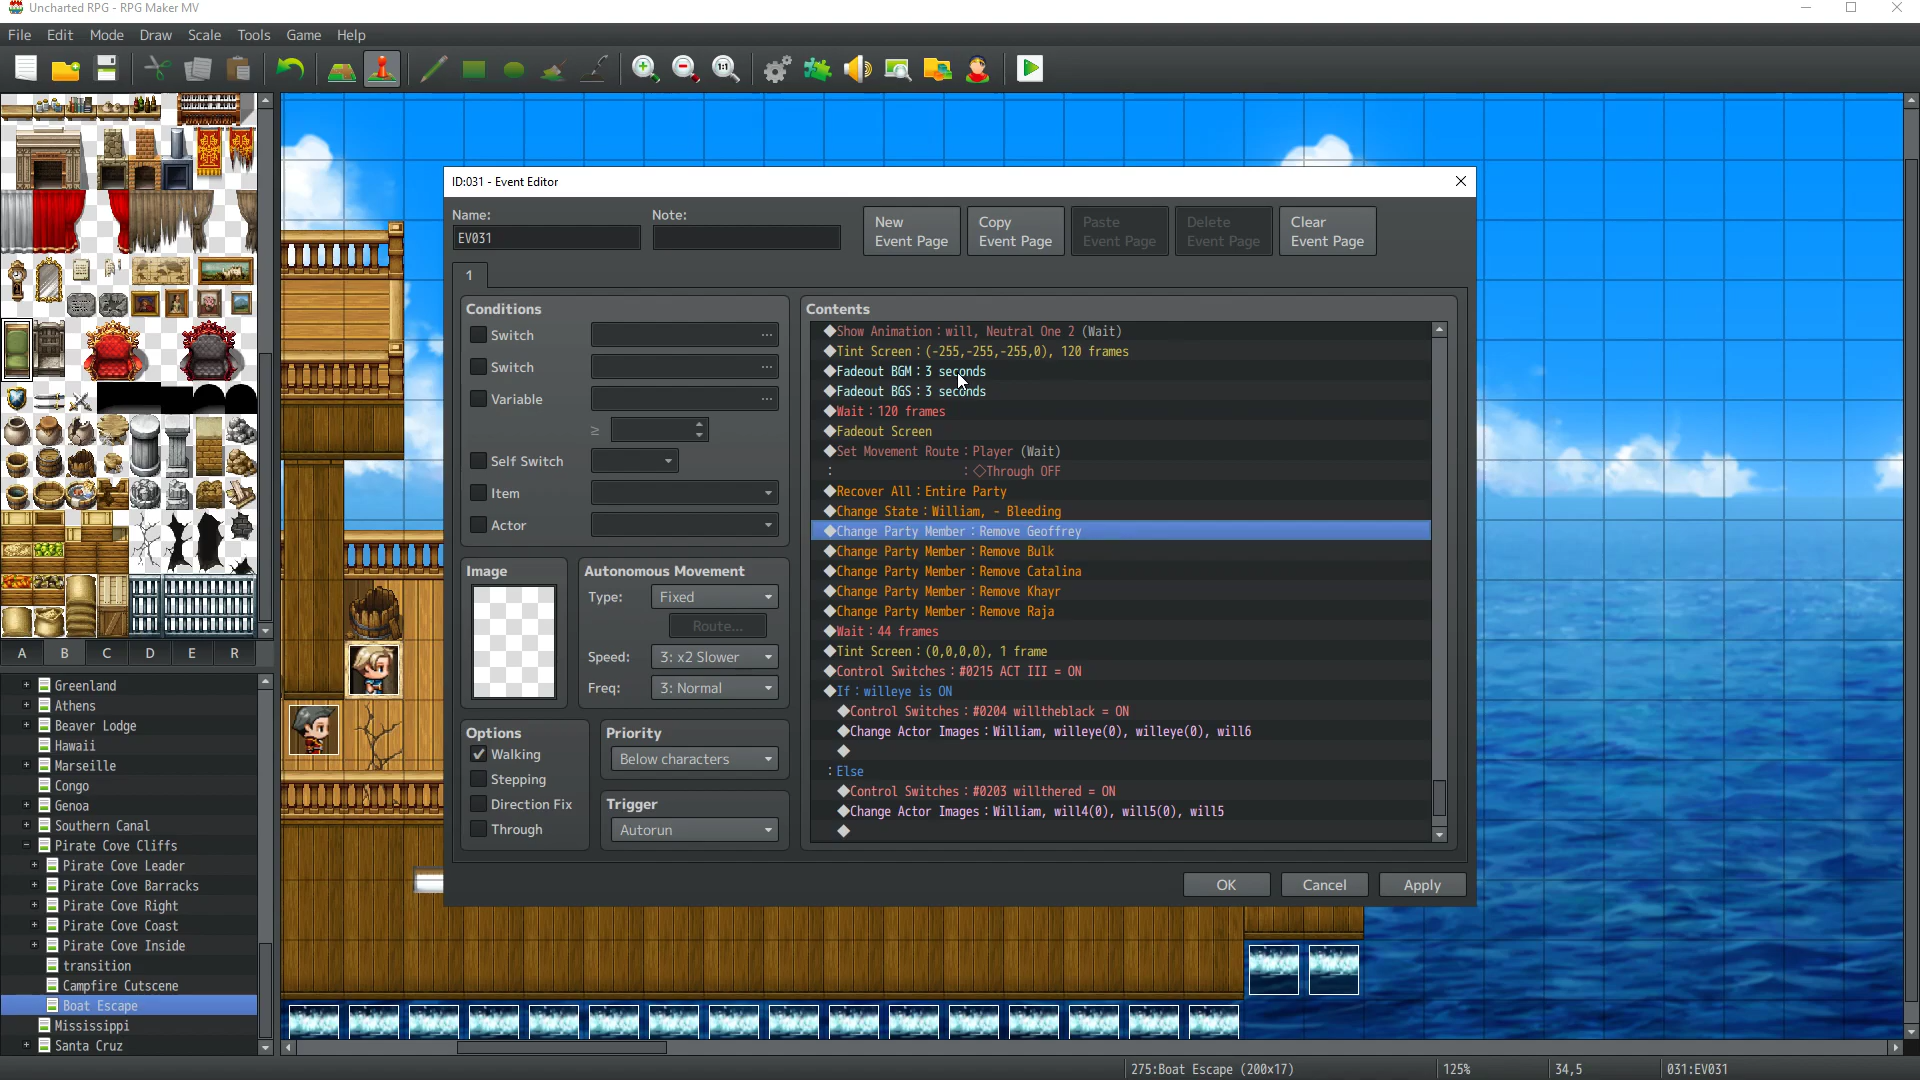 Uncharted RPG - RPG Maker MV
File Edit Mode Draw Scale Tools Game Help
1:1
ID:031 - Event Editor
Name:
EV031
Note:
New
Event Page
Copy
Event Page
Paste
Event Page
Delete
Event Page
Clear
Event Page
1
Conditions
Switch ...
Switch ...
Variable ...
≥
Self Switch
Item
Actor
Image
Autonomous Movement
Type: Fixed
Route...
Speed: 3: x2 Slower
Freq: 3: Normal
Options
Walking
Stepping
Direction Fix
Through
Priority
Below characters
Trigger
Autorun
Contents
◆Show Animation : will, Neutral One 2 (Wait)
◆Tint Screen : (-255,-255,-255,0), 120 frames
◆Fadeout BGM : 3 seconds
◆Fadeout BGS : 3 seconds
◆Wait : 120 frames
◆Fadeout Screen
◆Set Movement Route : Player (Wait)
: : ◇Through OFF
◆Recover All : Entire Party
◆Change State : William, - Bleeding
◆Change Party Member : Remove Geoffrey
◆Change Party Member : Remove Bulk
◆Change Party Member : Remove Catalina
◆Change Party Member : Remove Khayr
◆Change Party Member : Remove Raja
◆Wait : 44 frames
◆Tint Screen : (0,0,0,0), 1 frame
◆Control Switches : #0215 ACT III = ON
◆If : willeye is ON
◆Control Switches : #0204 willtheblack = ON
◆Change Actor Images : William, willeye(0), willeye(0), will6
◆
: Else
◆Control Switches : #0203 willthered = ON
◆Change Actor Images : William, will4(0), will5(0), will5
◆
OK Cancel Apply
A B C D E R
Greenland
Athens
Beaver Lodge
Hawaii
Marseille
Congo
Genoa
Southern Canal
Pirate Cove Cliffs
Pirate Cove Leader
Pirate Cove Barracks
Pirate Cove Right
Pirate Cove Coast
Pirate Cove Inside
transition
Campfire Cutscene
Boat Escape
Mississippi
Santa Cruz
275:Boat Escape (200x17) 125% 34,5 031:EV031